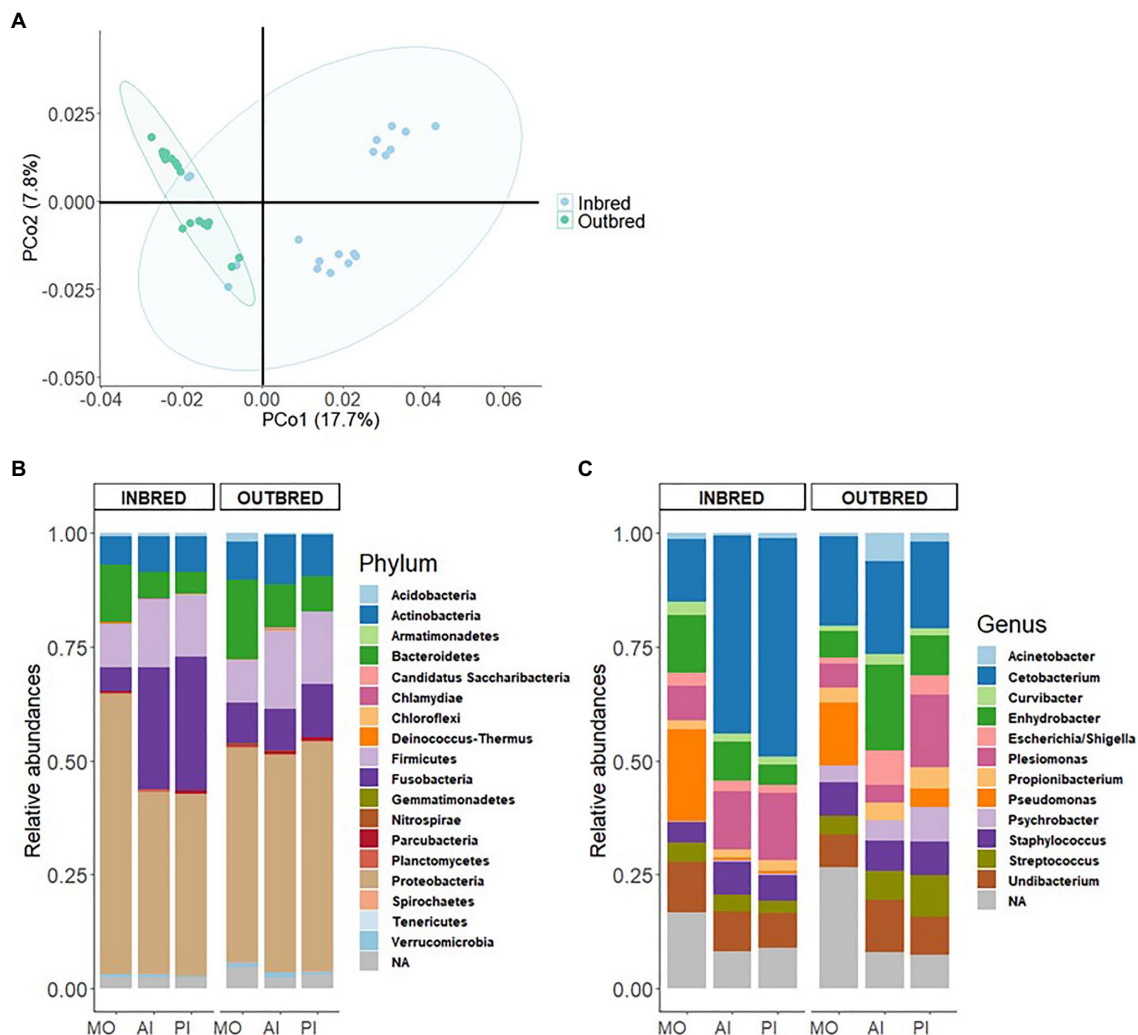 A
0.025
0.000
-0.025
-0.050
PCo2 (7.8%)
-0.04 -0.02 0.00 0.02 0.04 0.06
PCo1 (17.7%)
Inbred
Outbred
B
INBRED OUTBRED
1.00
0.75
0.50
0.25
0.00
Relative abundances
MO AI PI MO AI PI
Phylum
Acidobacteria
Actinobacteria
Armatimonadetes
Bacteroidetes
Candidatus Saccharibacteria
Chlamydiae
Chloroflexi
Deinococcus-Thermus
Firmicutes
Fusobacteria
Gemmatimonadetes
Nitrospirae
Parcubacteria
Planctomycetes
Proteobacteria
Spirochaetes
Tenericutes
Verrucomicrobia
NA
C
INBRED OUTBRED
1.00
0.75
0.50
0.25
0.00
Relative abundances
MO AI PI MO AI PI
Genus
Acinetobacter
Cetobacterium
Curvibacter
Enhydrobacter
Escherichia/Shigella
Plesiomonas
Propionibacterium
Pseudomonas
Psychrobacter
Staphylococcus
Streptococcus
Undibacterium
NA